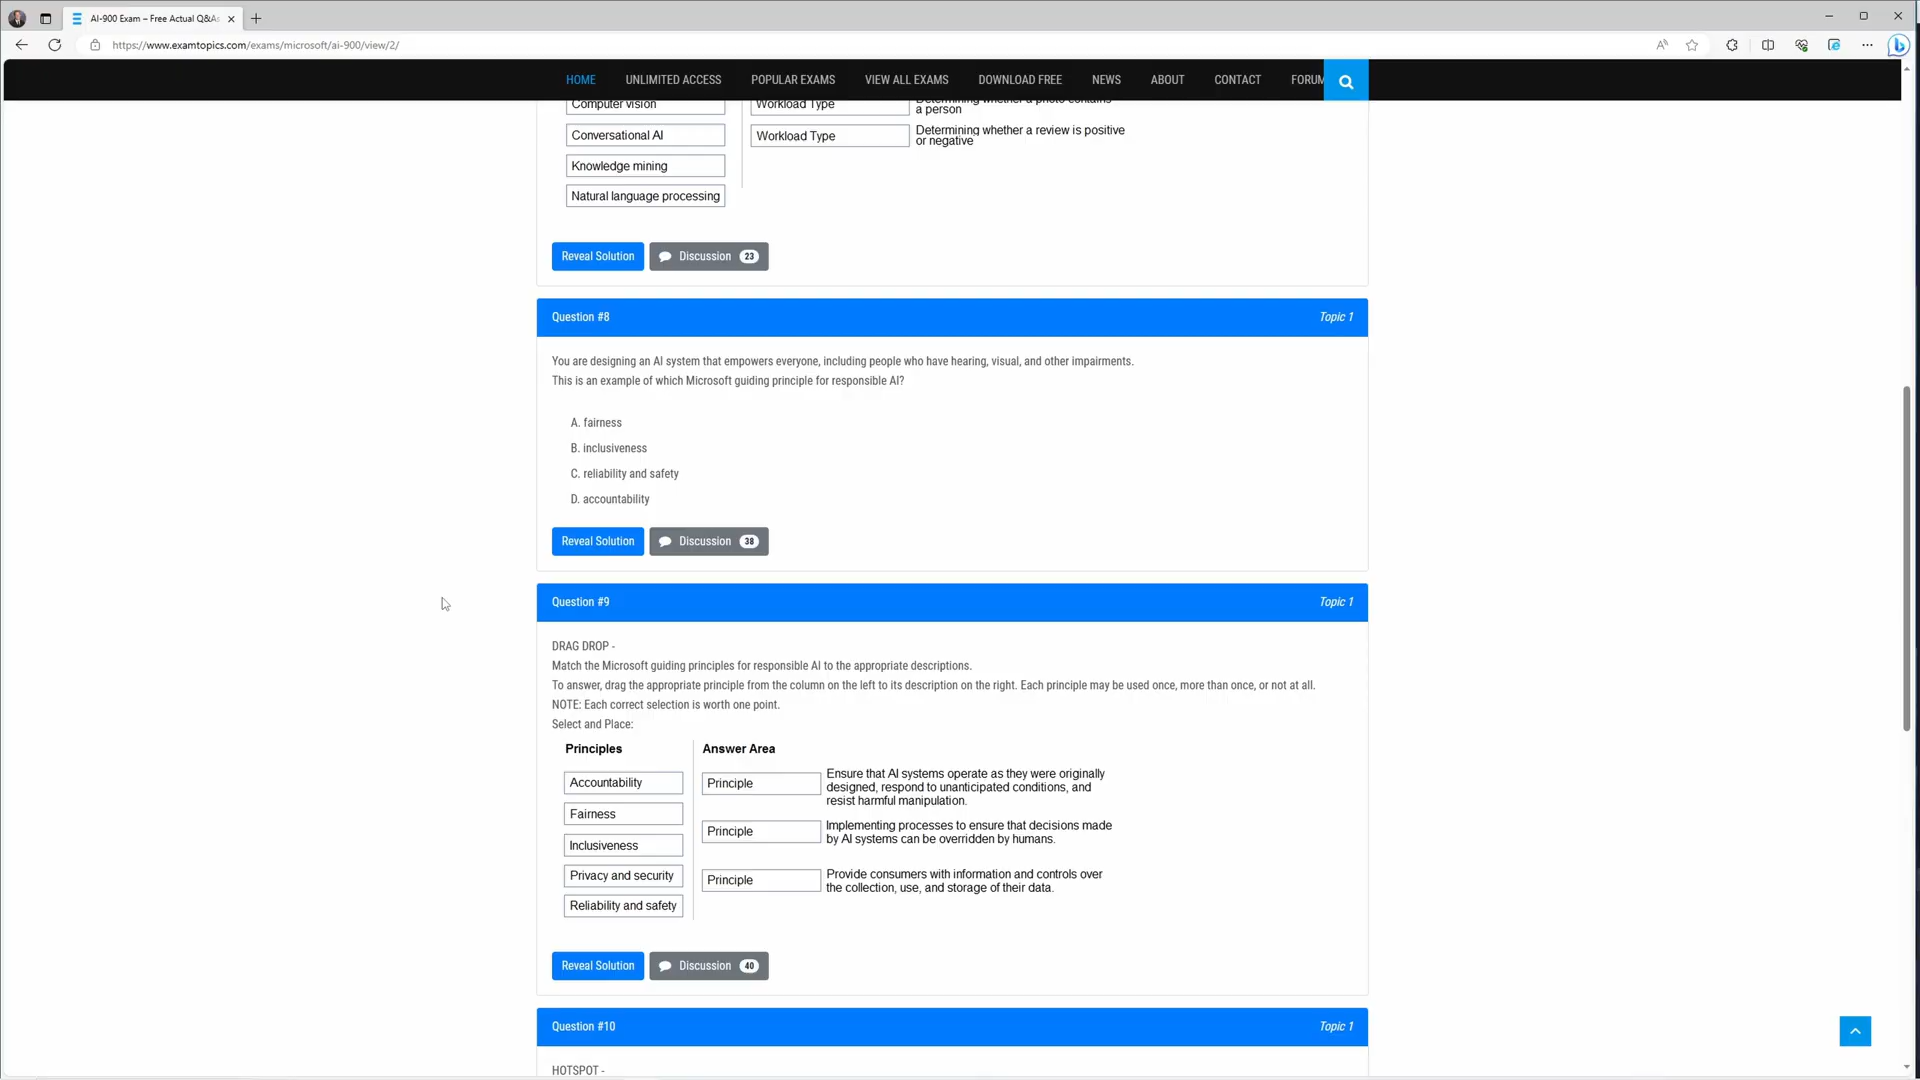 AI-900 Exam – Free Actual Q&As
https://www.examtopics.com/exams/microsoft/ai-900/view/2/
HOME UNLIMITED ACCESS POPULAR EXAMS VIEW ALL EXAMS DOWNLOAD FREE NEWS ABOUT CONTACT FORUM
Computer vision
Workload Type
Determining whether a photo contains
a person
Conversational AI
Workload Type
Determining whether a review is positive
or negative
Knowledge mining
Natural language processing
Reveal Solution Discussion 23
Question #8 Topic 1
You are designing an AI system that empowers everyone, including people who have hearing, visual, and other impairments.
This is an example of which Microsoft guiding principle for responsible AI?
A. fairness
B. inclusiveness
C. reliability and safety
D. accountability
Reveal Solution Discussion 38
Question #9 Topic 1
DRAG DROP -
Match the Microsoft guiding principles for responsible AI to the appropriate descriptions.
To answer, drag the appropriate principle from the column on the left to its description on the right. Each principle may be used once, more than once, or not at all.
NOTE: Each correct selection is worth one point.
Select and Place:
Principles
Accountability
Fairness
Inclusiveness
Privacy and security
Reliability and safety
Answer Area
Principle
Ensure that AI systems operate as they were originally
designed, respond to unanticipated conditions, and
resist harmful manipulation.
Principle
Implementing processes to ensure that decisions made
by AI systems can be overridden by humans.
Principle
Provide consumers with information and controls over
the collection, use, and storage of their data.
Reveal Solution Discussion 40
Question #10 Topic 1
HOTSPOT -